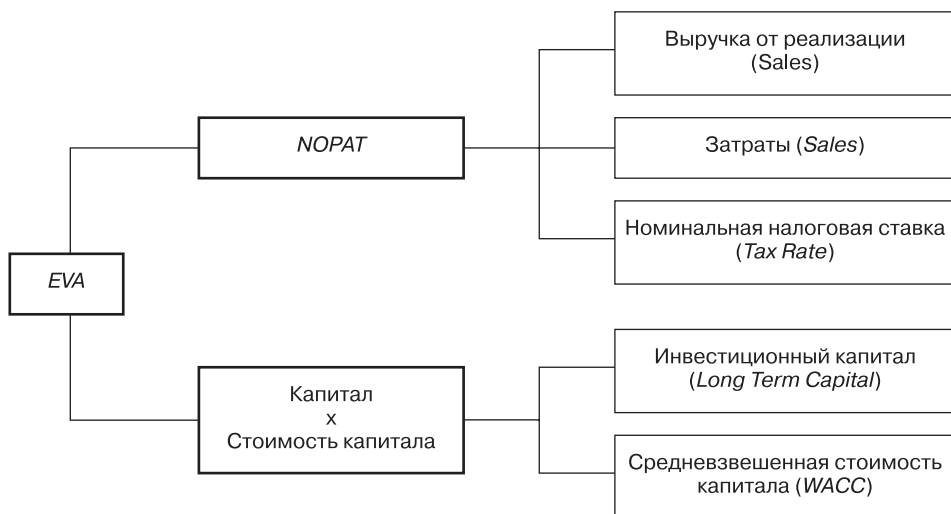 Выручка от реализации
(Sales)
NOPAT
Затраты (Sales)
Номинальная налоговая ставка
(Tax Rate)
EVA
Инвестиционный капитал
(Long Term Capital)
Капитал
x
Стоимость капитала
Средневзвешенная стоимость
капитала (WACC)